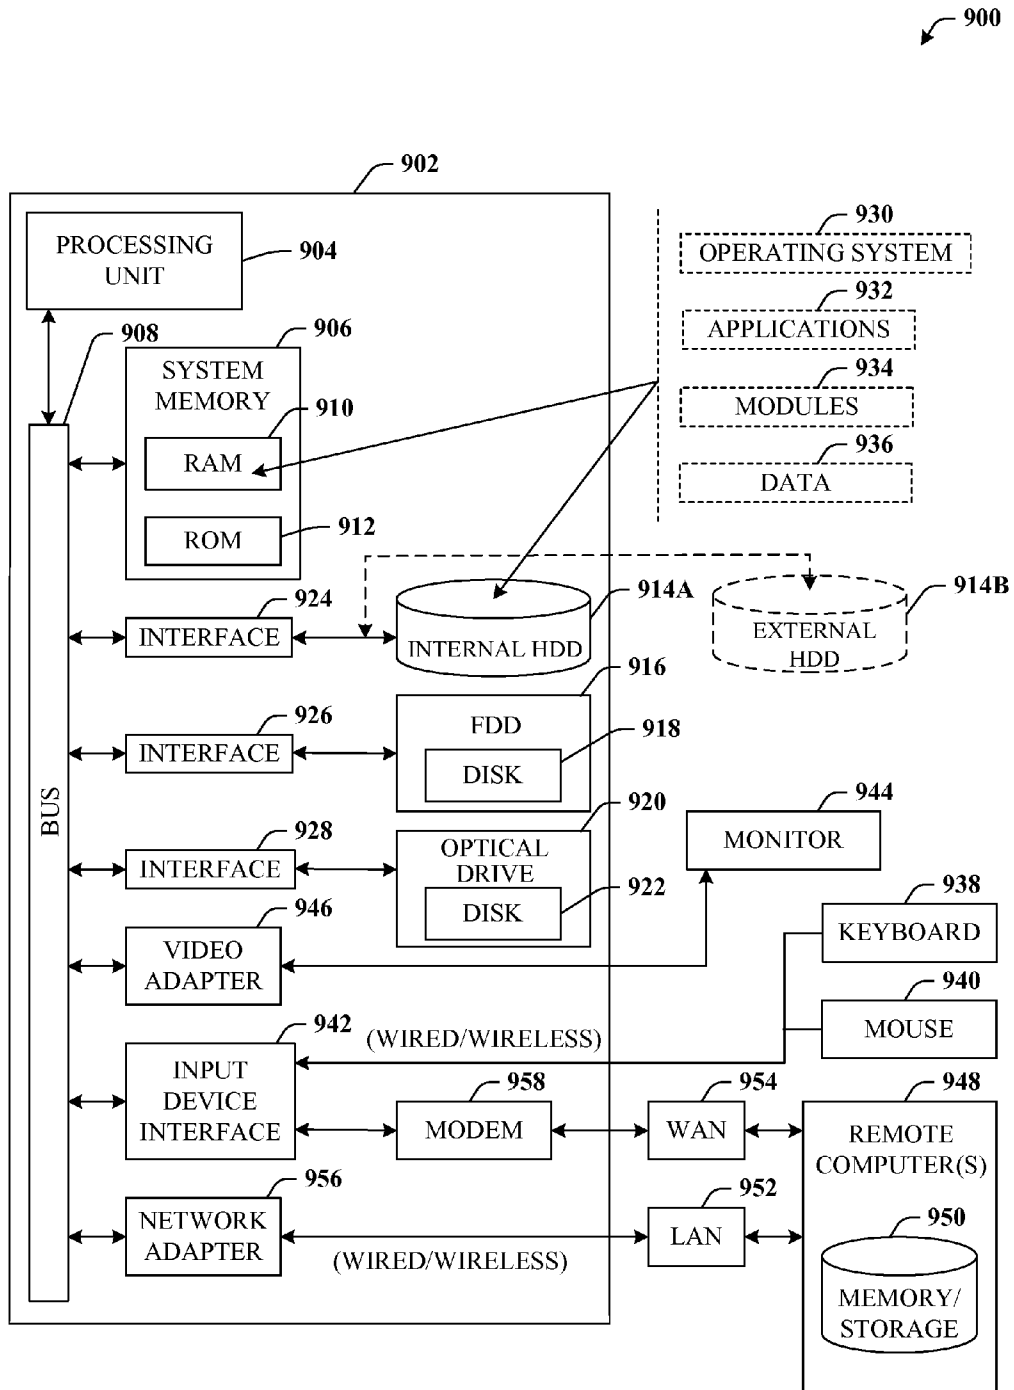 900
902
PROCESSING
UNIT
904
908
906
SYSTEM
MEMORY
910
RAM
912
ROM
930
OPERATING SYSTEM
932
APPLICATIONS
934
MODULES
936
DATA
924
INTERFACE
914A
INTERNAL HDD
914B
EXTERNAL
HDD
916
FDD
926
INTERFACE
918
DISK
BUS
920
OPTICAL
DRIVE
928
INTERFACE
922
DISK
944
MONITOR
946
VIDEO
ADAPTER
938
KEYBOARD
940
MOUSE
942
INPUT
DEVICE
INTERFACE
(WIRED/WIRELESS)
958
MODEM
954
WAN
948
REMOTE
COMPUTER(S)
956
NETWORK
ADAPTER
(WIRED/WIRELESS)
952
LAN
950
MEMORY/
STORAGE